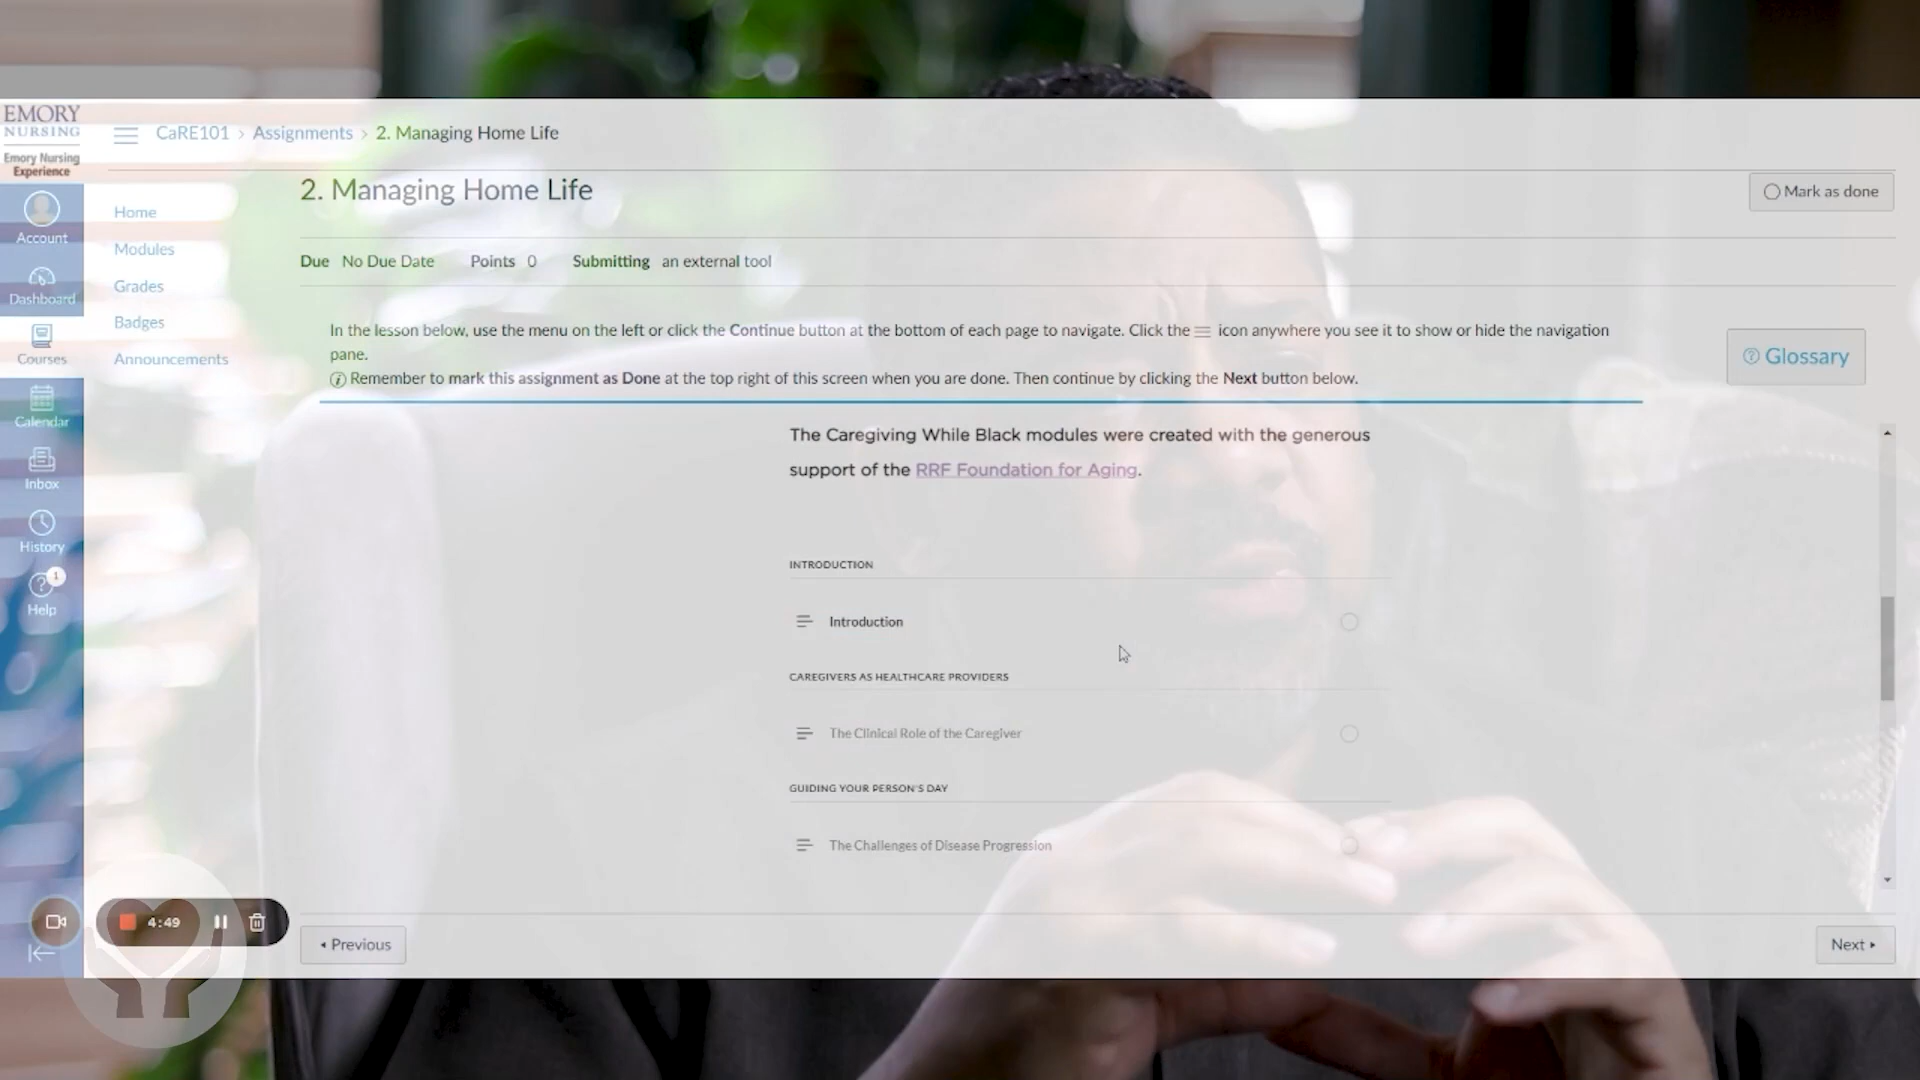 EMORY
NURSING
Emory Nursing
Experience
Account
Dashboard
Courses
Calendar
Inbox
History
1
Help
CaRE101 › Assignments › 2. Managing Home Life
Home
Modules
Grades
Badges
Announcements
2. Managing Home Life
Mark as done
Due No Due Date Points 0 Submitting an external tool
In the lesson below, use the menu on the left or click the Continue button at the bottom of each page to navigate. Click the icon anywhere you see it to show or hide the navigation
pane.
Remember to mark this assignment as Done at the top right of this screen when you are done. Then continue by clicking the Next button below.
Glossary
The Caregiving While Black modules were created with the generous
support of the RRF Foundation for Aging.
INTRODUCTION
Introduction
CAREGIVERS AS HEALTHCARE PROVIDERS
The Clinical Role of the Caregiver
GUIDING YOUR PERSON'S DAY
The Challenges of Disease Progression
4:49
Previous
Next